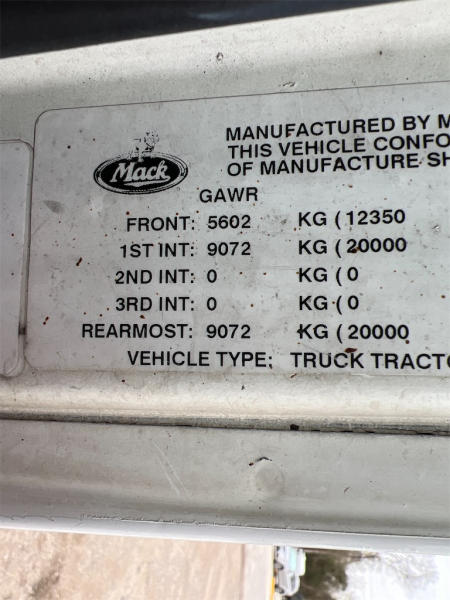 Mack
MANUFACTURED BY M
THIS VEHICLE CONFO
OF MANUFACTURE SH
GAWR
FRONT: 5602 KG ( 12350
1ST INT: 9072 KG ( 20000
2ND INT: 0 KG ( 0
3RD INT: 0 KG ( 0
REARMOST: 9072 KG ( 20000
VEHICLE TYPE: TRUCK TRACTO